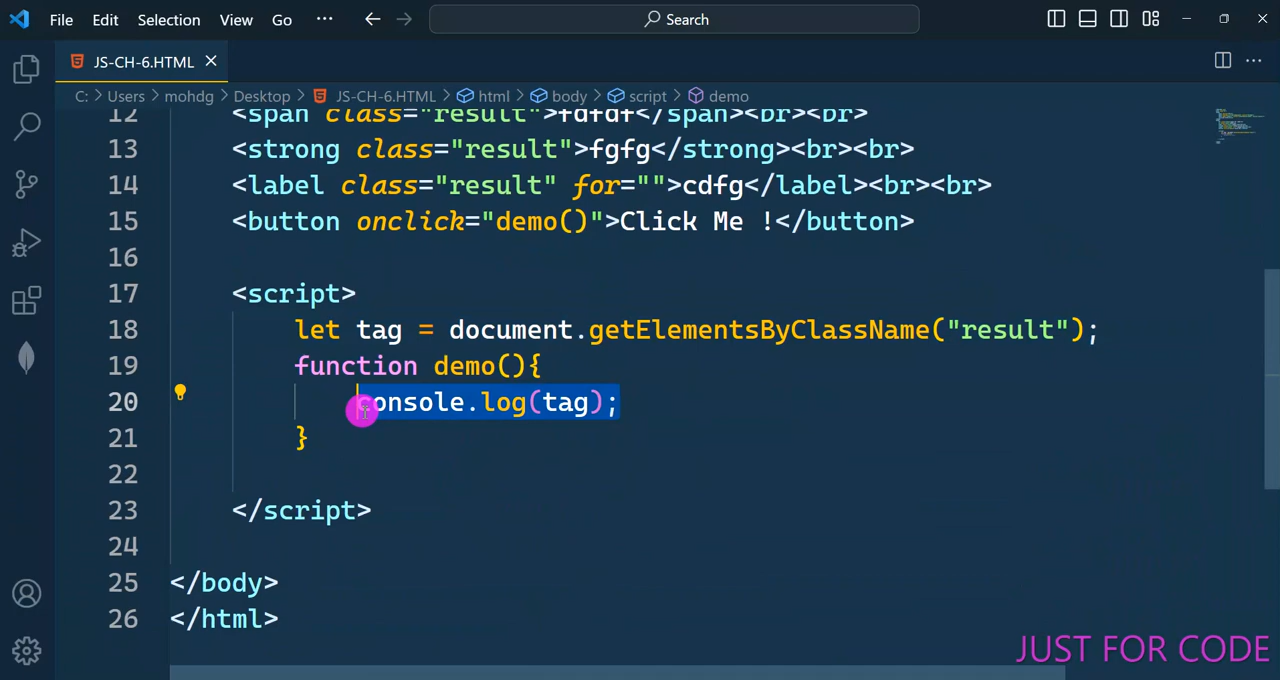 File Edit Selection View Go ··· Search
JS-CH-6.HTML
C: > Users > mohdg > Desktop > JS-CH-6.HTML > html > body > script > demo
12 <span class="result">fdfdf</span><br><br>
13 <strong class="result">fgfg</strong><br><br>
14 <label class="result" for="">cdfg</label><br><br>
15 <button onclick="demo()">Click Me !</button>
16
17 <script>
18 let tag = document.getElementsByClassName("result");
19 function demo(){
20 console.log(tag);
21 }
22
23 </script>
24
25 </body>
26 </html>
JUST FOR CODE